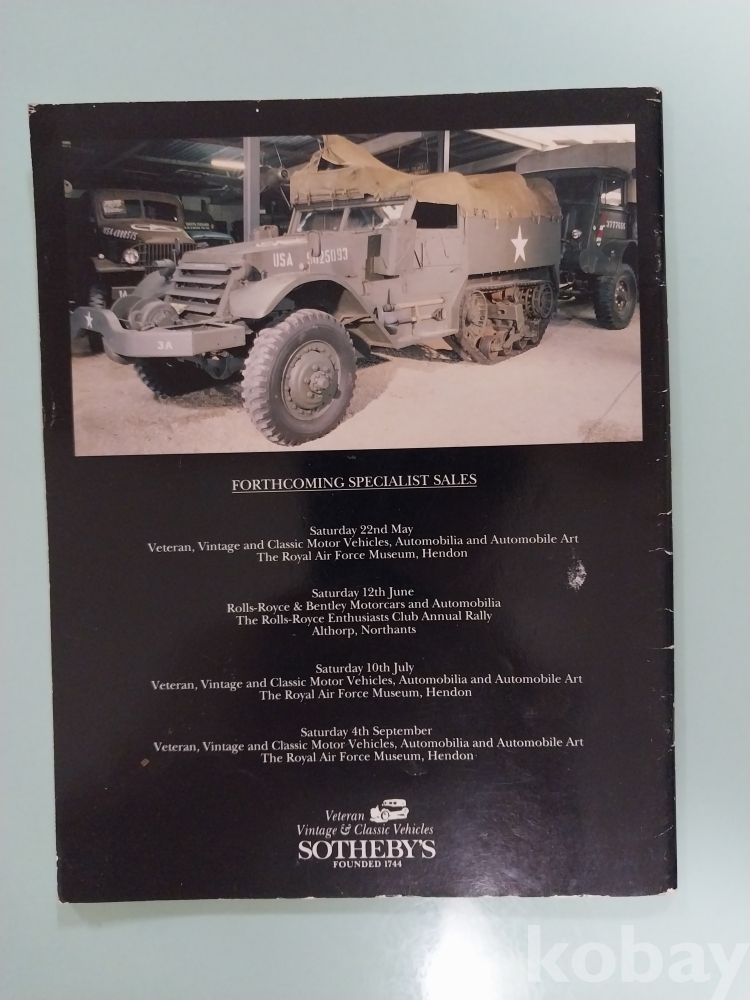 USA
3A
FORTHCOMING SPECIALIST SALES
Saturday 22nd May
Veteran, Vintage and Classic Motor Vehicles, Automobilia and Automobile Art
The Royal Air Force Museum, Hendon
Saturday 12th June
Rolls-Royce & Bentley Motorcars and Automobilia
The Rolls-Royce Enthusiasts Club Annual Rally
Althorp, Northants
Saturday 10th July
Veteran, Vintage and Classic Motor Vehicles, Automobilia and Automobile Art
The Royal Air Force Museum, Hendon
Saturday 4th September
Veteran, Vintage and Classic Motor Vehicles, Automobilia and Automobile Art
The Royal Air Force Museum, Hendon
Veteran
Vintage & Classic Vehicles
SOTHEBY'S
FOUNDED 1744
kobay